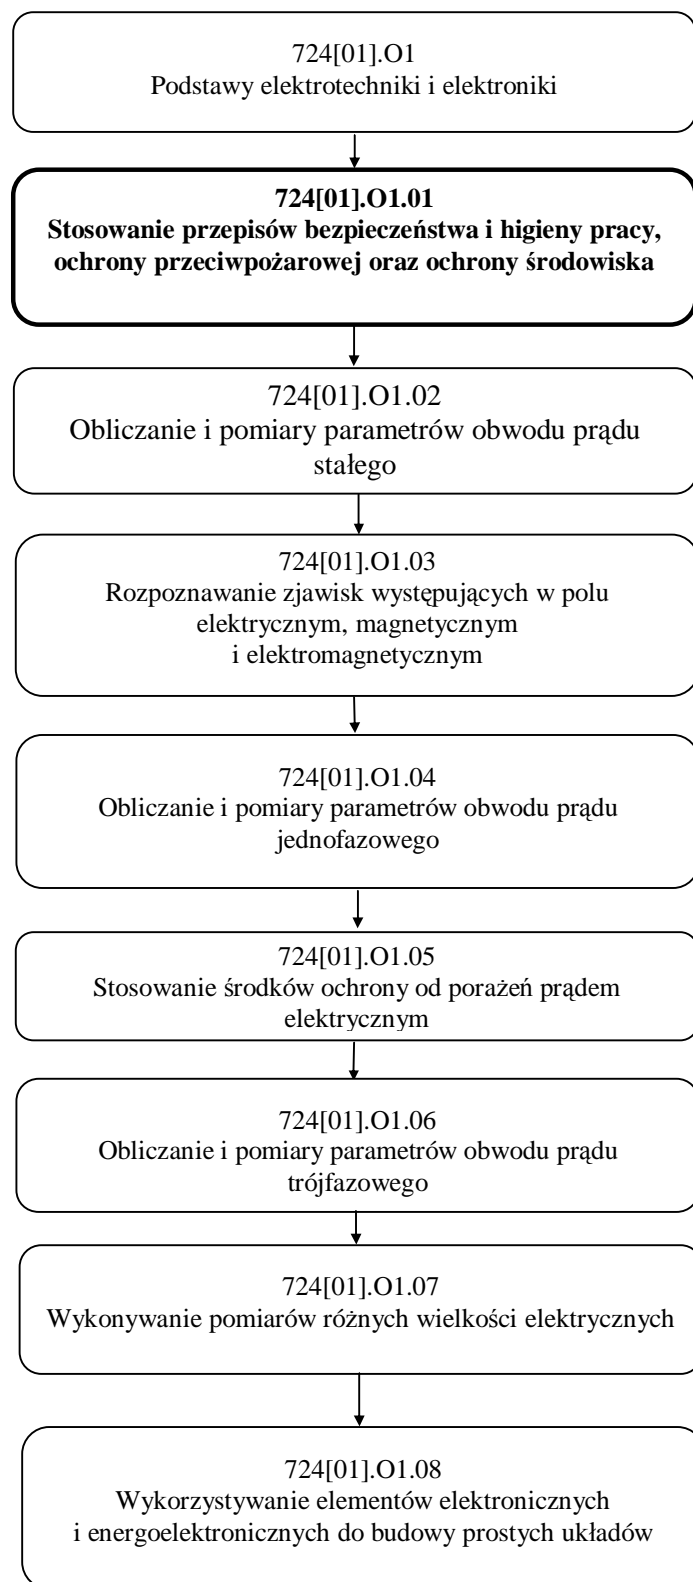 724[01].O1
Podstawy elektrotechniki i elektroniki
724[01].O1.01
Stosowanie przepisów bezpieczeństwa i higieny pracy,
ochrony przeciwpożarowej oraz ochrony środowiska
724[01].O1.02
Obliczanie i pomiary parametrów obwodu prądu
stałego
724[01].O1.03
Rozpoznawanie zjawisk występujących w polu
elektrycznym, magnetycznym
i elektromagnetycznym
724[01].O1.04
Obliczanie i pomiary parametrów obwodu prądu
jednofazowego
724[01].O1.05
Stosowanie środków ochrony od porażeń prądem
elektrycznym
724[01].O1.06
Obliczanie i pomiary parametrów obwodu prądu
trójfazowego
724[01].O1.07
Wykonywanie pomiarów różnych wielkości elektrycznych
724[01].O1.08
Wykorzystywanie elementów elektronicznych
i energoelektronicznych do budowy prostych układów